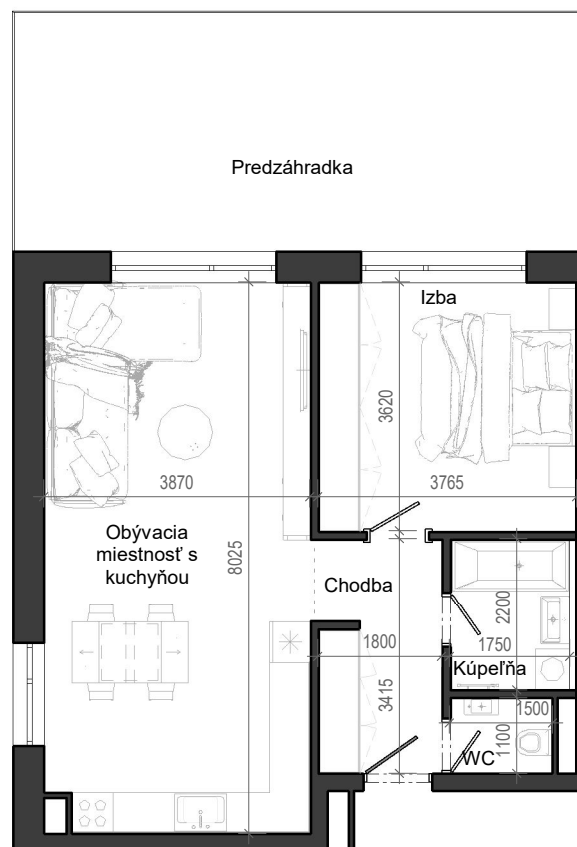 Predzáhradka
Izba
3620
3870
3765
Obývacia
miestnosť s
kuchyňou
8025
Chodba
2200
1800
1750
Kúpeľňa
3415
1500
1100
WC